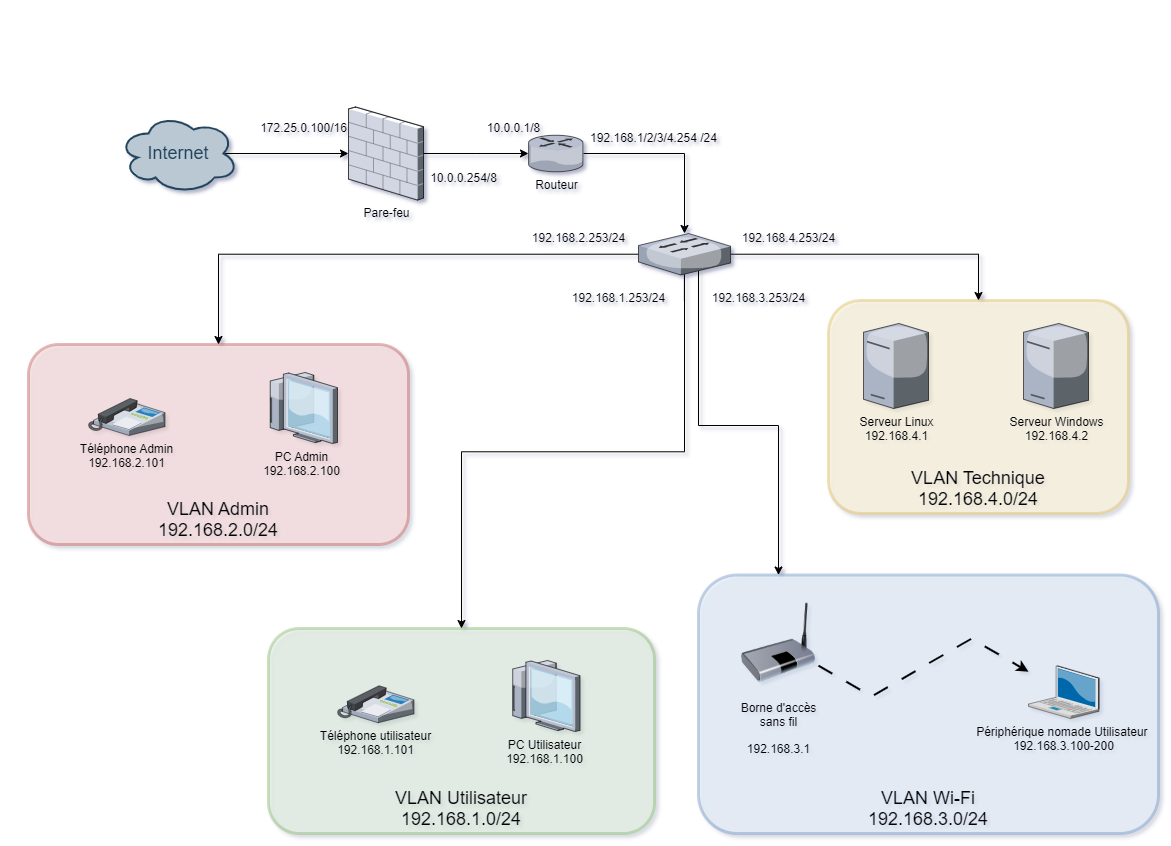 Internet
172.25.0.100/16
Pare-feu
10.0.0.1/8
10.0.0.254/8
Routeur
192.168.1/2/3/4.254 /24
192.168.2.253/24
192.168.4.253/24
192.168.1.253/24
192.168.3.253/24
Téléphone Admin
192.168.2.101
PC Admin
192.168.2.100
VLAN Admin
192.168.2.0/24
Serveur Linux
192.168.4.1
Serveur Windows
192.168.4.2
VLAN Technique
192.168.4.0/24
Téléphone utilisateur
192.168.1.101
PC Utilisateur
192.168.1.100
VLAN Utilisateur
192.168.1.0/24
Borne d'accès
sans fil
192.168.3.1
Périphérique nomade Utilisateur
192.168.3.100-200
VLAN Wi-Fi
192.168.3.0/24